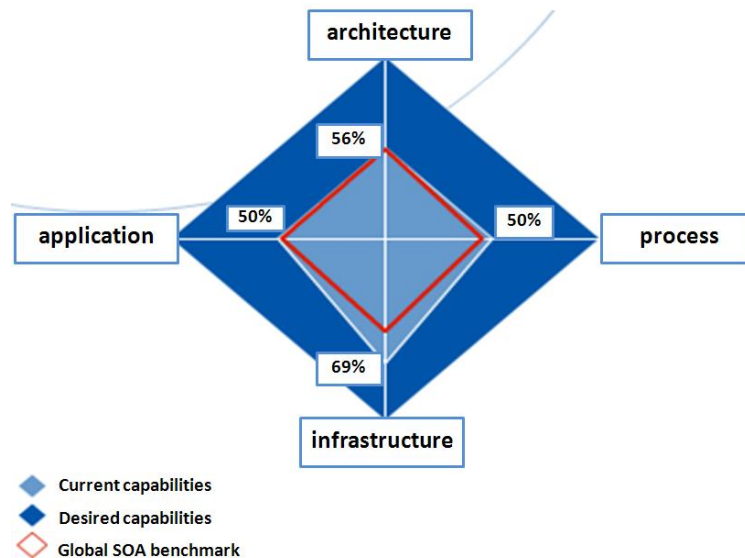 architecture
56%
50%
50%
application
process
69%
infrastructure
Current capabilities
Desired capabilities
Global SOA benchmark